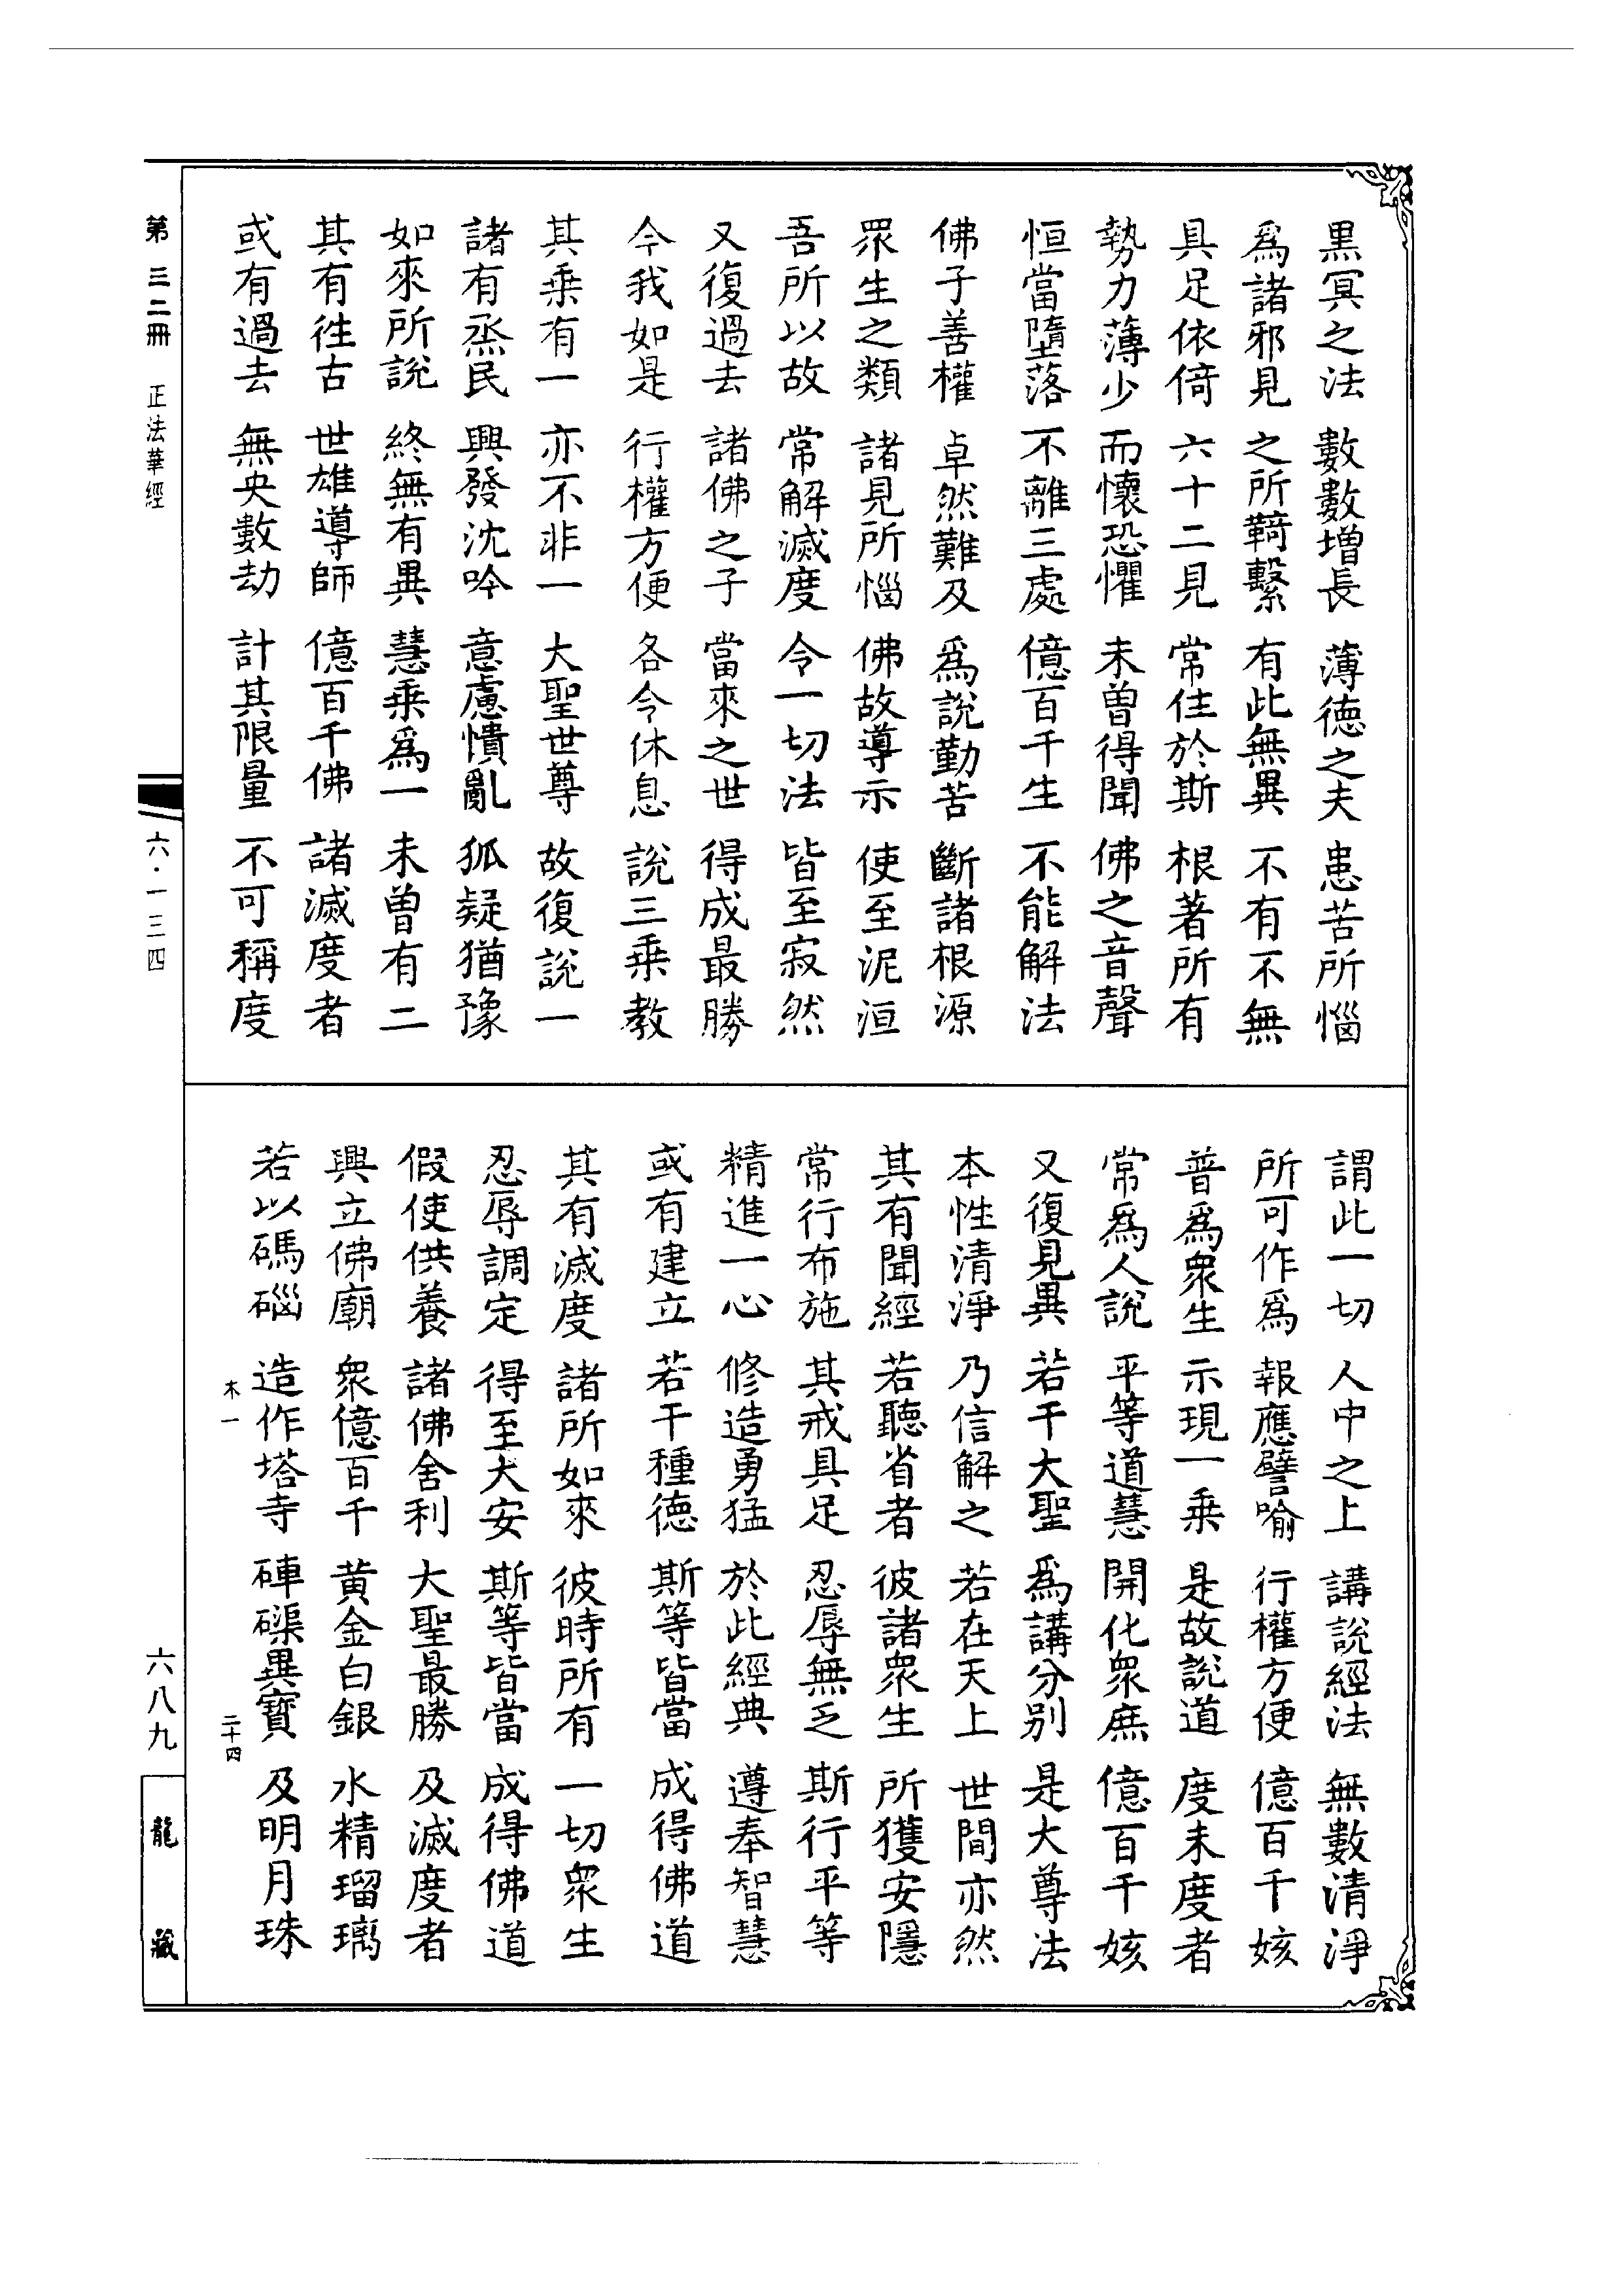 黑冥之法　數數增長　薄德之夫　患苦所惱
爲諸邪見　之所羇繫　有此無異　不有不無
具足依倚　六十二見　常住於斯　根著所有
勢力薄少　而懷恐懼　未曾得聞　佛之音聲
恒當墮落　不離三處　億百千生　不能解法
佛子善權　卓然難及　爲說勤苦　斷諸根源
眾生之類　諸見所惱　佛故導示　使至泥洹
吾所以故　常解滅度　令一切法　皆至寂然
又復過去　諸佛之子　當來之世　得成最勝
今我如是　行權方便　各令休息　說三乘教
其乘有一　亦不非一　大聖世尊　故復說一
諸有烝民　興發沈吟　意慮憒亂　狐疑猶豫
如來所說　終無有異　慧乘爲一　未曾有二
其有往古　世雄導師　億百千佛　諸滅度者
或有過去　無央數劫　計其限量　不可稱度
謂此一切　人中之上　講說經法　無數清淨
所可作爲　報應譬喻　行權方便　億百千姟
普爲眾生　示現一乘　是故說道　度未度者
常爲人說　平等道慧　開化眾庶　億百千姟
又復見異　若干大聖　爲講分別　是大尊法
本性清淨　乃信解之　若在天上　世間亦然
其有聞經　若聽省者　彼諸眾生　所獲安隱
常行布施　其戒具足　忍辱無乏　斯行平等
精進一心　修造勇猛　於此經典　遵奉智慧
或有建立　若干種德　斯等皆當　成得佛道
其有滅度　諸所如來　彼時所有　一切眾生
忍辱調定　得至大安　斯等皆當　成得佛道
假使供養　諸佛舍利　大聖最勝　及滅度者
興立佛廟　眾億百千　黃金白銀　水精瑠璃
若以碼碯　造作塔寺　硨磲異寶　及明月珠
木一　二十四
第三二冊　正法華經　六·一三四　六八九　龍藏